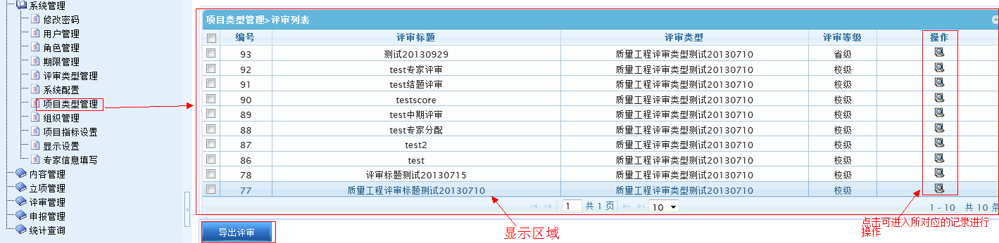 系统管理
修改密码
用户管理
角色管理
期限管理
评审类型管理
系统配置
项目类型管理
组织管理
项目指标设置
显示设置
专家信息填写
内容管理
立项管理
评审管理
申报管理
统计查询
项目类型管理>评审列表
编号 评审标题 评审类型 评审等级 操作
93 测试20130929 质量工程评审类型测试20130710 省级
92 test专家评审 质量工程评审类型测试20130710 校级
91 test结题评审 质量工程评审类型测试20130710 校级
90 testscore 质量工程评审类型测试20130710 校级
89 test中期评审 质量工程评审类型测试20130710 校级
88 test专家分配 质量工程评审类型测试20130710 校级
87 test2 质量工程评审类型测试20130710 校级
86 test 质量工程评审类型测试20130710 校级
78 评审标题测试20130715 质量工程评审类型测试20130710 校级
77 质量工程评审标题测试20130710 质量工程评审类型测试20130710 校级
1 共 1 页 10 1 - 10 共 10 条
导出评审
显示区域
点击可进入所对应的记录进行
操作